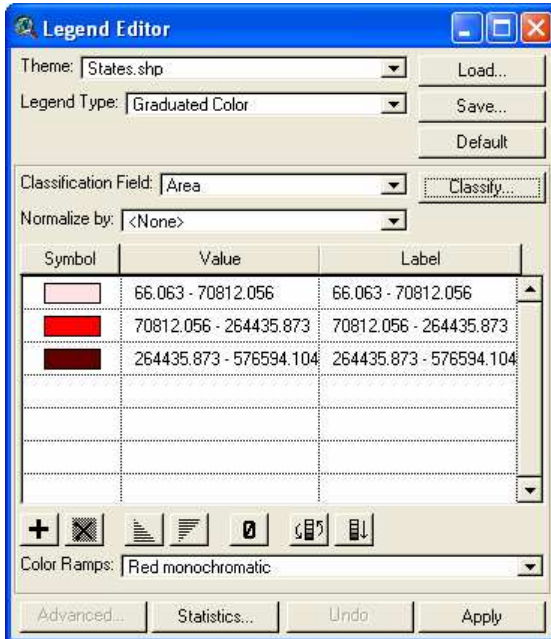 Legend Editor
Theme: States.shp
Load...
Legend Type: Graduated Color
Save...
Default
Classification Field: Area
Classify...
Normalize by: <None>
Symbol Value Label
66.063 - 70812.056 66.063 - 70812.056
70812.056 - 264435.873 70812.056 - 264435.873
264435.873 - 576594.104 264435.873 - 576594.104
0
Color Ramps: Red monochromatic
Advanced... Statistics... Undo Apply